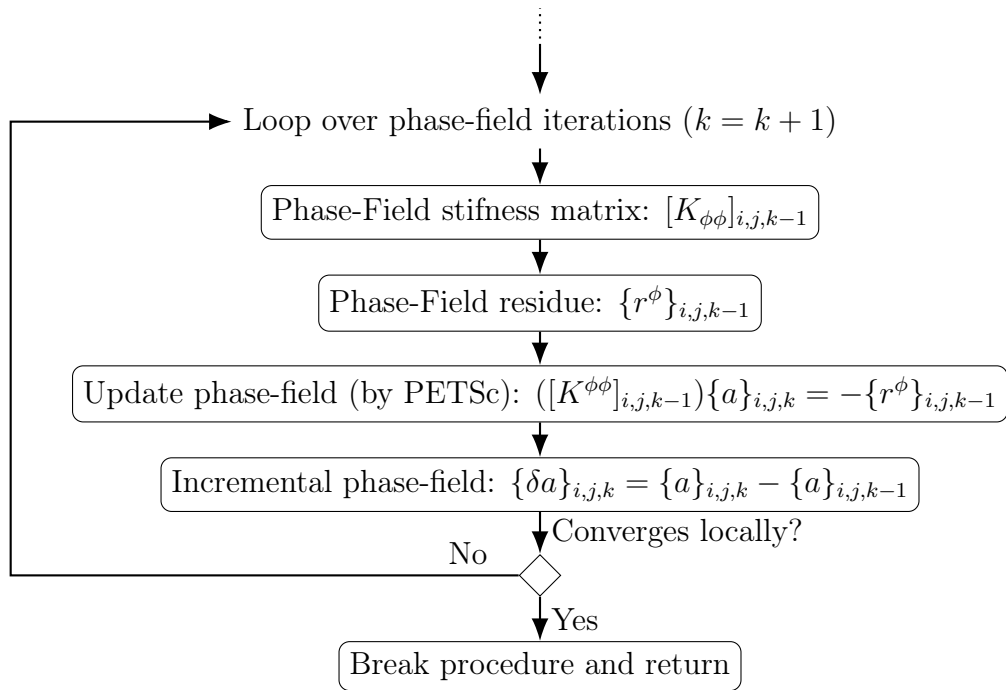 Loop over phase-field iterations (k = k + 1)
Phase-Field stifness matrix: [K_{ϕϕ}]_{i,j,k−1}
Phase-Field residue: {r^ϕ}_{i,j,k−1}
Update phase-field (by PETSc): ([K^{ϕϕ}]_{i,j,k−1}){a}_{i,j,k} = −{r^ϕ}_{i,j,k−1}
Incremental phase-field: {δa}_{i,j,k} = {a}_{i,j,k} − {a}_{i,j,k−1}
Converges locally?
No
Yes
Break procedure and return